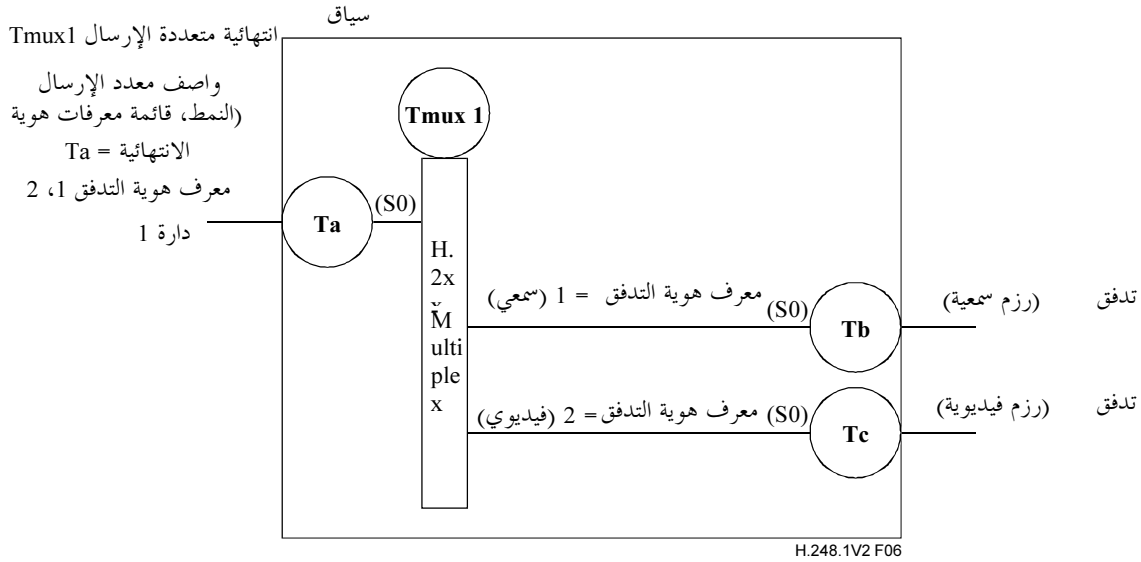 سياق
انتهائية متعددة الإرسال Tmux1
واصف معدد الإرسال
(النمط، قائمة معرفات هوية
الانتهائية = Ta
معرف هوية التدفق 1، 2
دارة 1
Tmux 1
Ta
(S0)
H.
2x
x
M
ulti
ple
x
معرف هوية التدفق = 1 (سمعي)
(S0)
Tb
تدفق (رزم سمعية)
معرف هوية التدفق = 2 (فيديوي)
(S0)
Tc
تدفق (رزم فيديوية)
H.248.1V2 F06